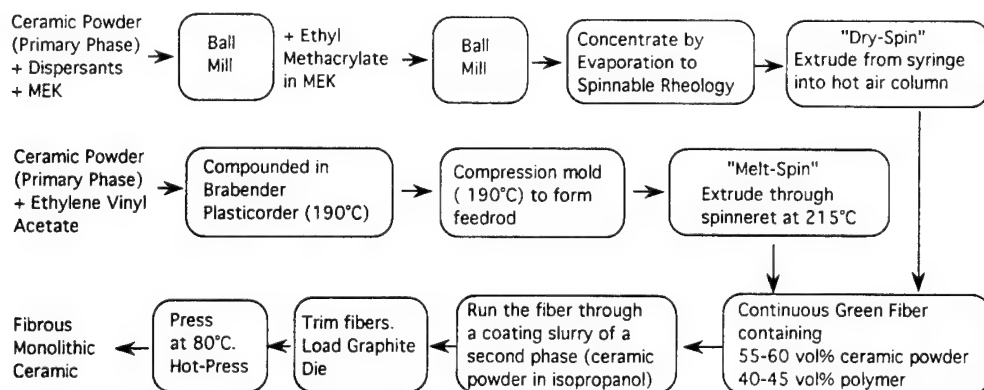 Ceramic Powder
(Primary Phase)
+ Dispersants
+ MEK
Ball
Mill
+ Ethyl
Methacrylate
in MEK
Ball
Mill
Concentrate by
Evaporation to
Spinnable Rheology
"Dry-Spin"
Extrude from syringe
into hot air column
Ceramic Powder
(Primary Phase)
+ Ethylene Vinyl
Acetate
Compounded in
Brabender
Plasticorder (190°C)
Compression mold
( 190°C) to form
feedrod
"Melt-Spin"
Extrude through
spinneret at 215°C
Continuous Green Fiber
containing
55-60 vol% ceramic powder
40-45 vol% polymer
Run the fiber through
a coating slurry of a
second phase (ceramic
powder in isopropanol)
Trim fibers.
Load Graphite
Die
Press
at 80°C.
Hot-Press
Fibrous
Monolithic
Ceramic